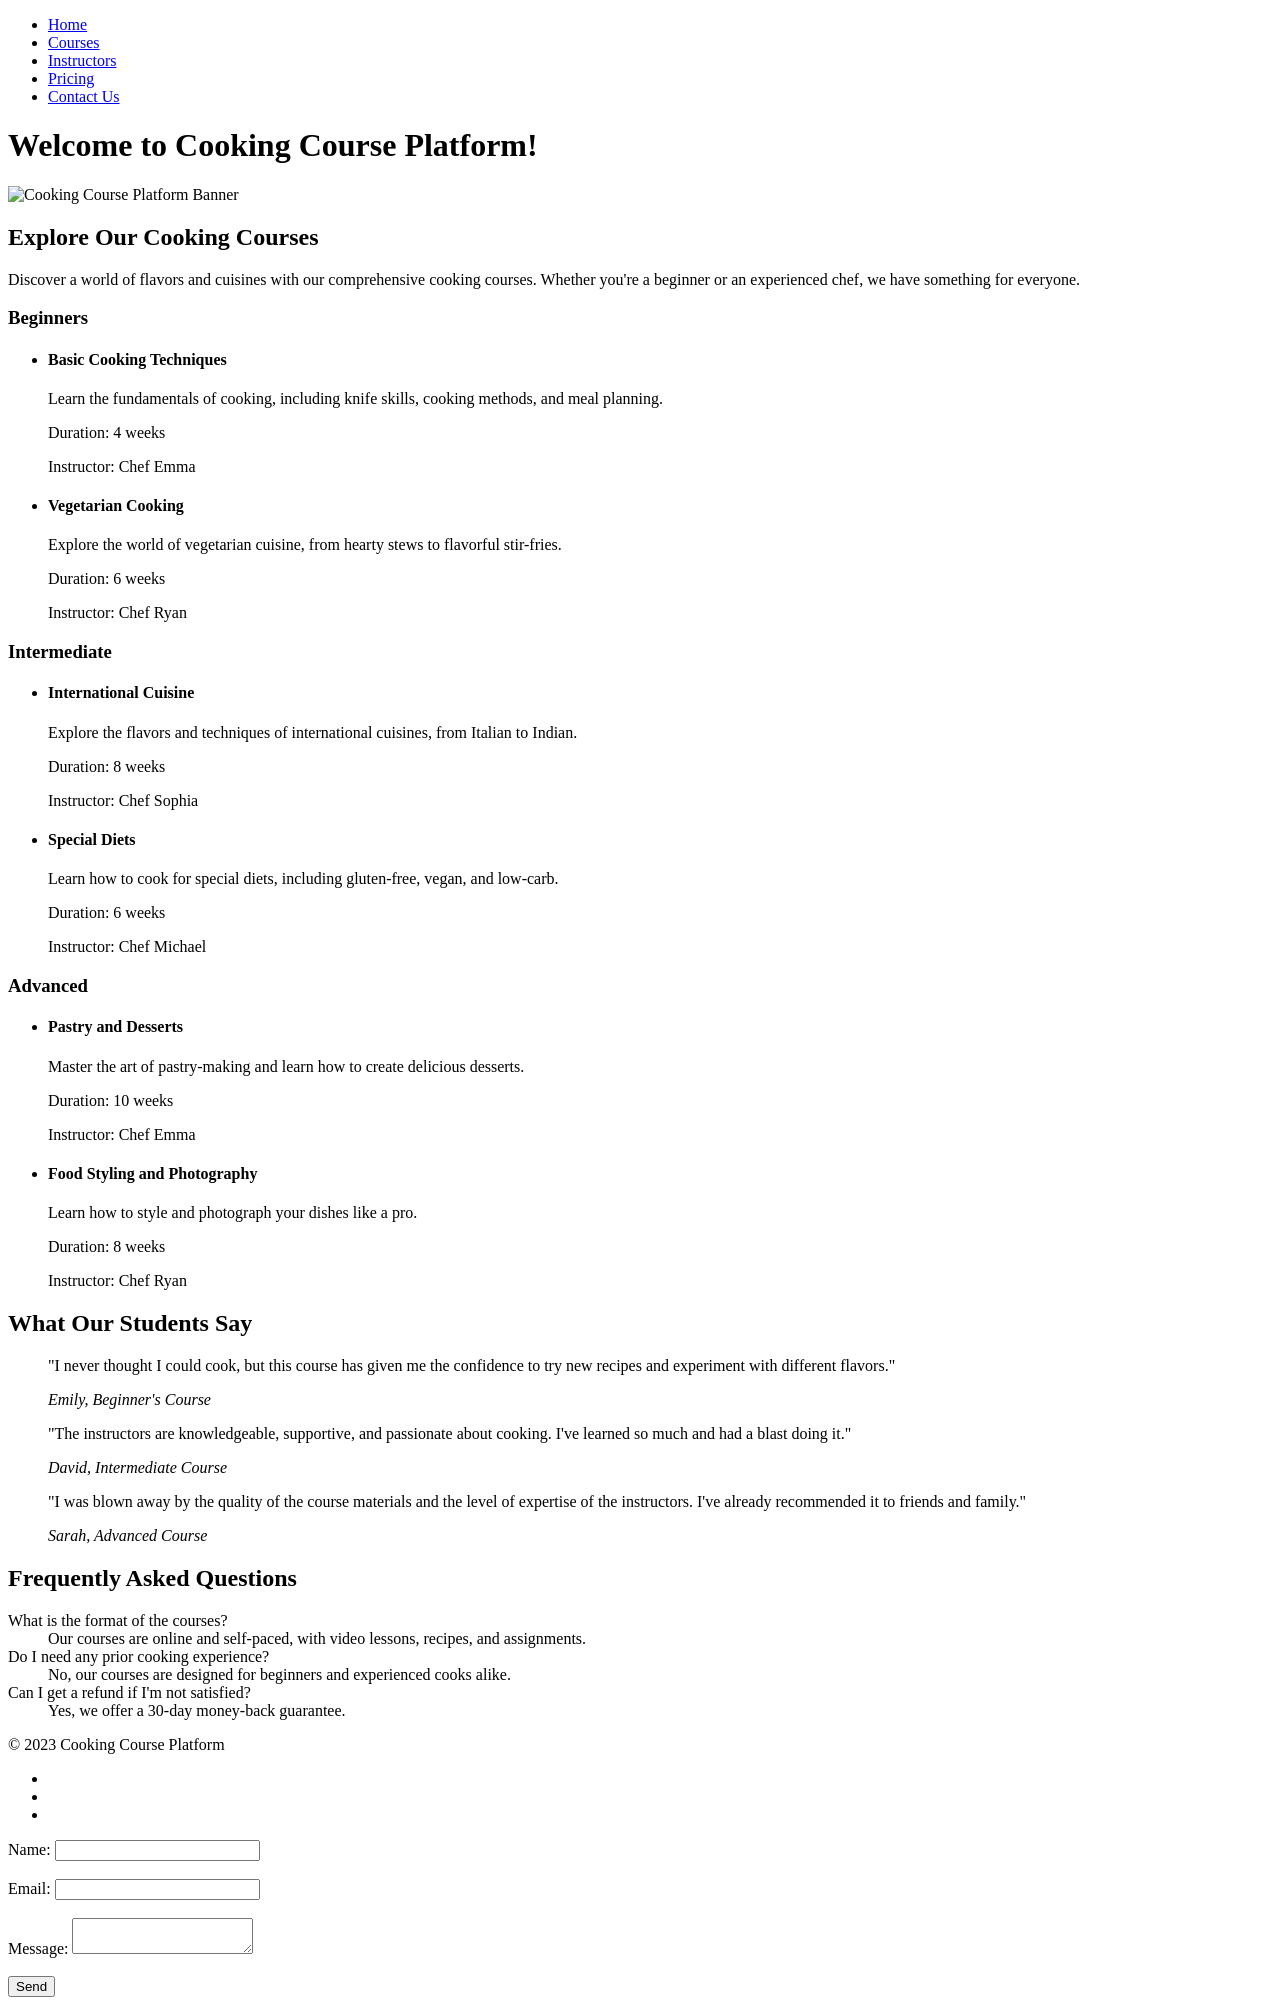 Home
Courses
Instructors
Pricing
Contact Us
Welcome to Cooking Course Platform!
Cooking Course Platform Banner
Explore Our Cooking Courses
Discover a world of flavors and cuisines with our comprehensive cooking courses. Whether you're a beginner or an experienced chef, we have something for everyone.
Beginners
Basic Cooking Techniques
Learn the fundamentals of cooking, including knife skills, cooking methods, and meal planning.
Duration: 4 weeks
Instructor: Chef Emma
Vegetarian Cooking
Explore the world of vegetarian cuisine, from hearty stews to flavorful stir-fries.
Duration: 6 weeks
Instructor: Chef Ryan
Intermediate
International Cuisine
Explore the flavors and techniques of international cuisines, from Italian to Indian.
Duration: 8 weeks
Instructor: Chef Sophia
Special Diets
Learn how to cook for special diets, including gluten-free, vegan, and low-carb.
Duration: 6 weeks
Instructor: Chef Michael
Advanced
Pastry and Desserts
Master the art of pastry-making and learn how to create delicious desserts.
Duration: 10 weeks
Instructor: Chef Emma
Food Styling and Photography
Learn how to style and photograph your dishes like a pro.
Duration: 8 weeks
Instructor: Chef Ryan
What Our Students Say
"I never thought I could cook, but this course has given me the confidence to try new recipes and experiment with different flavors."
Emily, Beginner's Course
"The instructors are knowledgeable, supportive, and passionate about cooking. I've learned so much and had a blast doing it."
David, Intermediate Course
"I was blown away by the quality of the course materials and the level of expertise of the instructors. I've already recommended it to friends and family."
Sarah, Advanced Course
Frequently Asked Questions
What is the format of the courses?
Our courses are online and self-paced, with video lessons, recipes, and assignments.
Do I need any prior cooking experience?
No, our courses are designed for beginners and experienced cooks alike.
Can I get a refund if I'm not satisfied?
Yes, we offer a 30-day money-back guarantee.
© 2023 Cooking Course Platform
Name:
Email:
Message:
Send